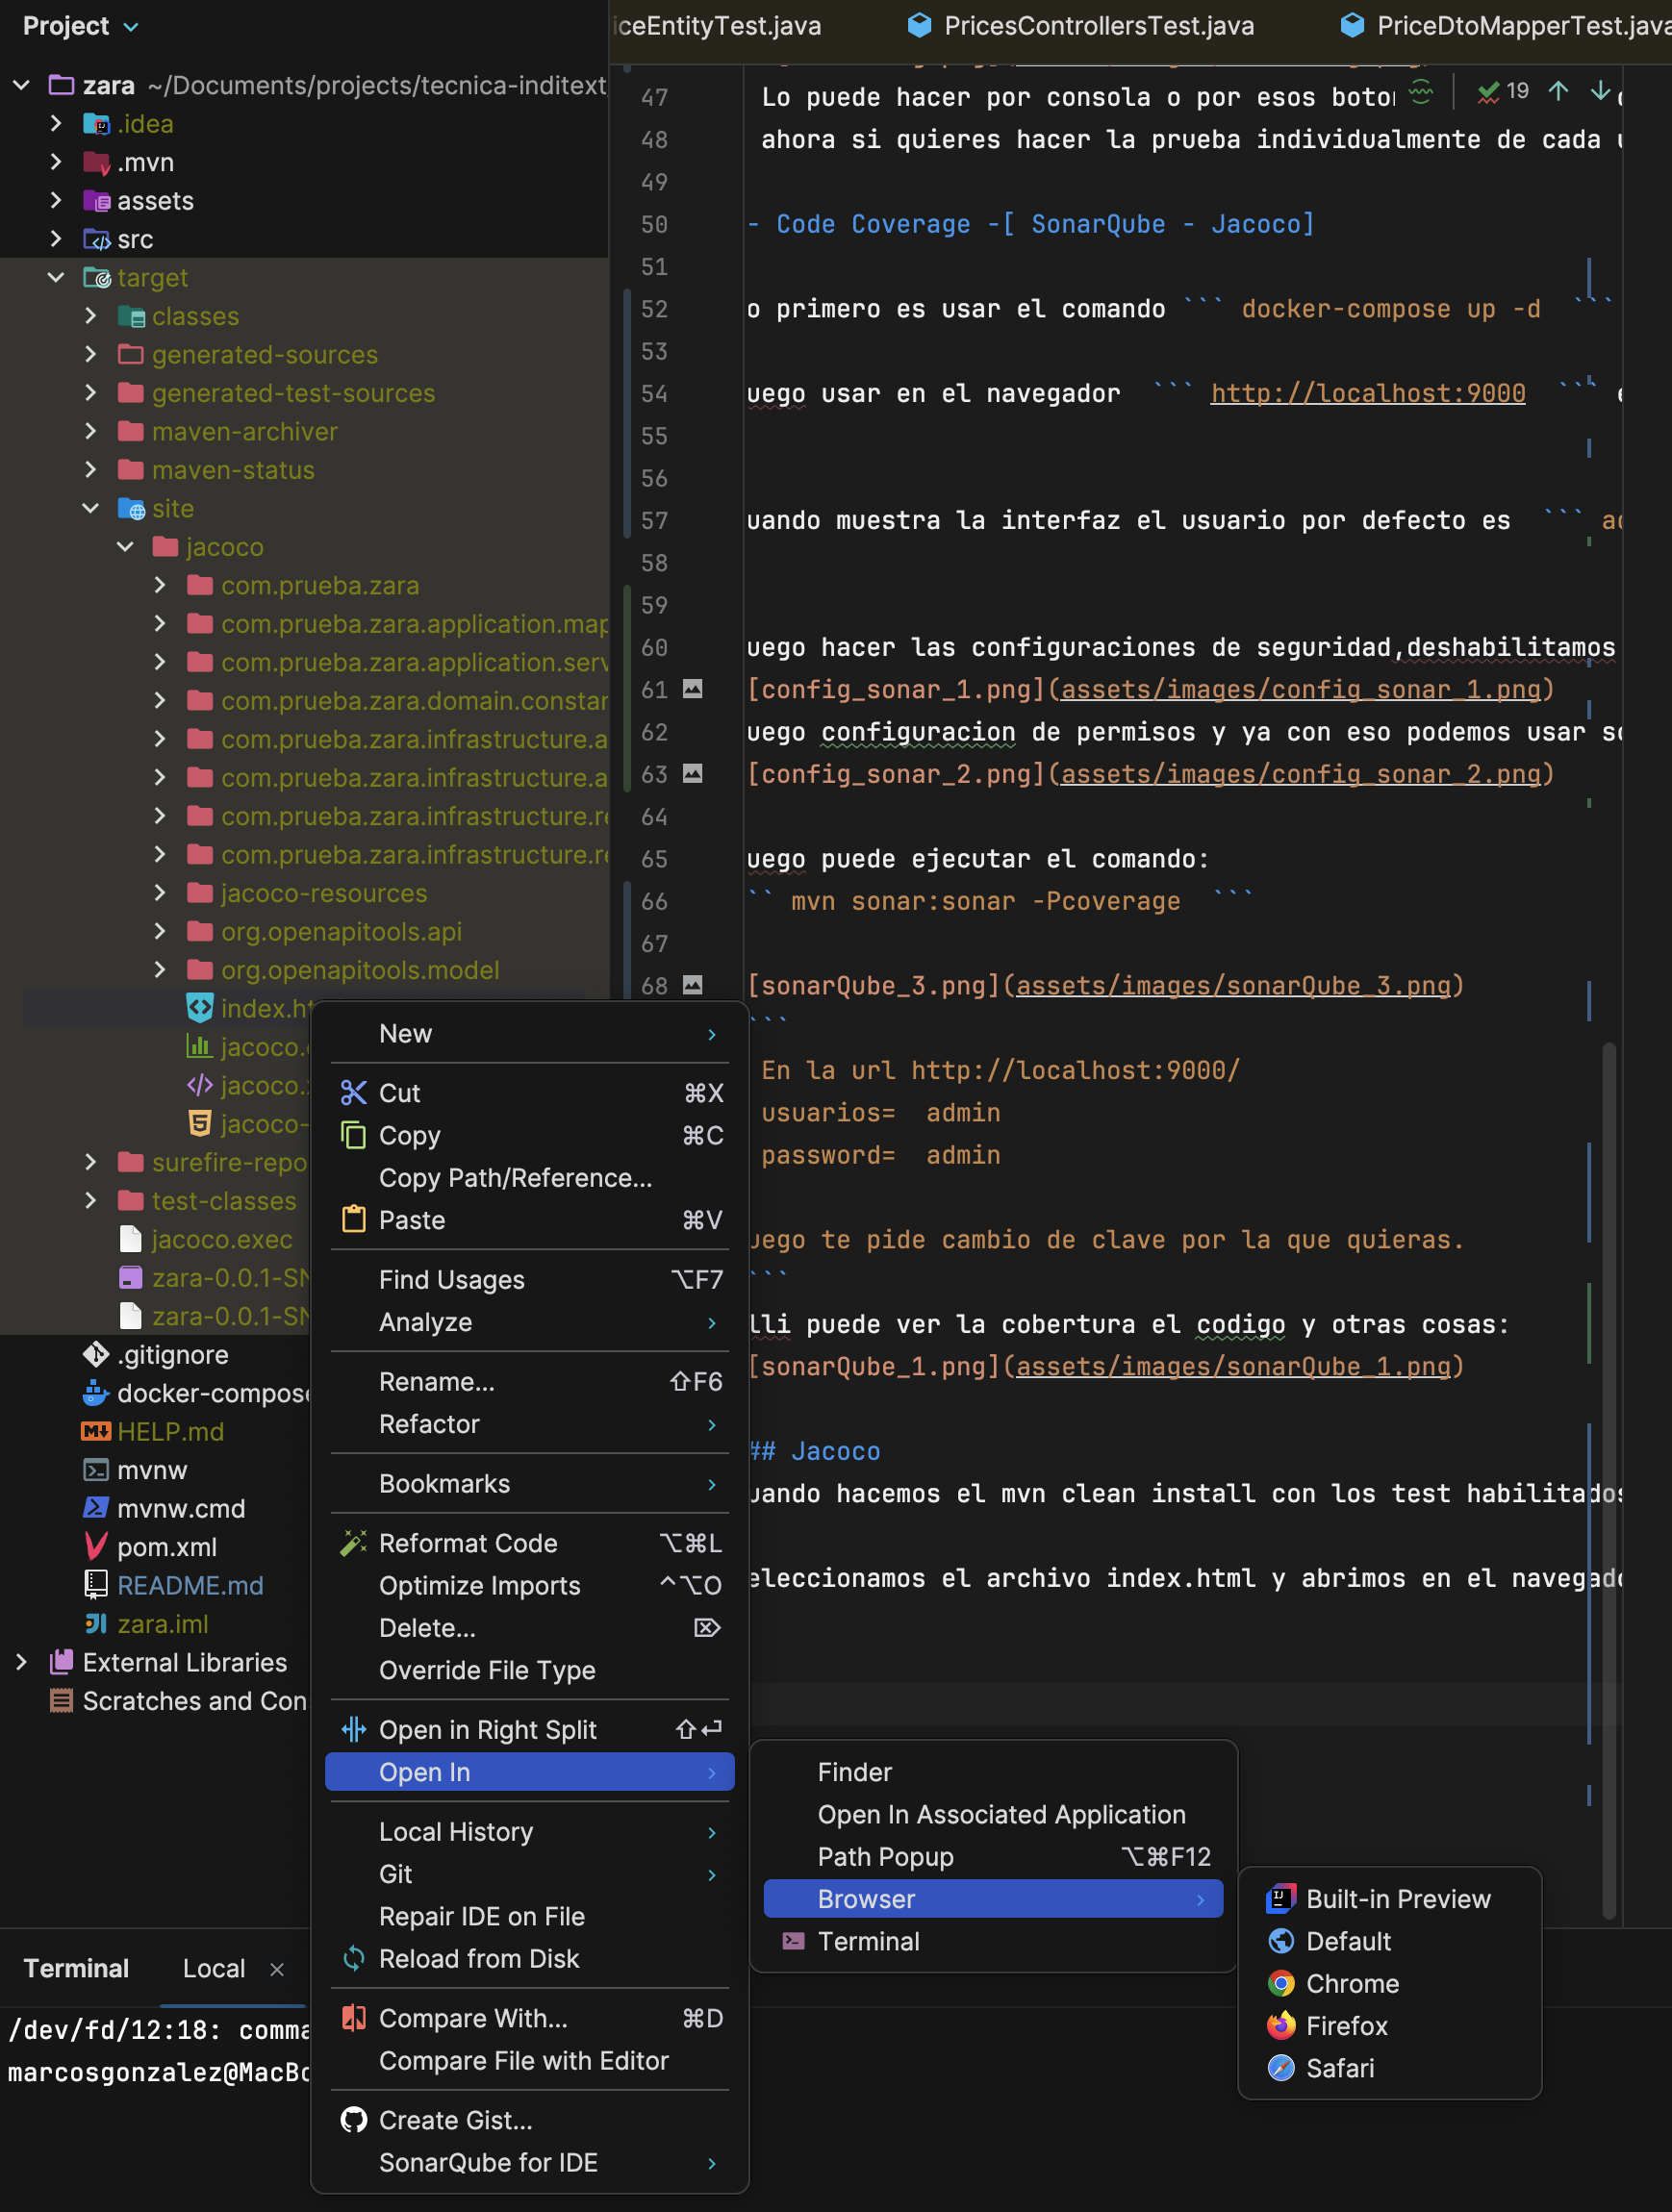 Project
zara ~/Documents/projects/tecnica-inditext
.idea
.mvn
assets
src
target
classes
generated-sources
generated-test-sources
maven-archiver
maven-status
site
jacoco
com.prueba.zara
com.prueba.zara.application.map
com.prueba.zara.application.serv
com.prueba.zara.domain.constan
com.prueba.zara.infrastructure.a
com.prueba.zara.infrastructure.a
com.prueba.zara.infrastructure.re
com.prueba.zara.infrastructure.re
jacoco-resources
org.openapitools.api
org.openapitools.model
index.ht
jacoco.
jacoco.
jacoco-
surefire-repo
test-classes
jacoco.exec
zara-0.0.1-SN
zara-0.0.1-SN
.gitignore
docker-compose
HELP.md
mvnw
mvnw.cmd
pom.xml
README.md
zara.iml
External Libraries
Scratches and Con
iceEntityTest.java PricesControllersTest.java PriceDtoMapperTest.java
19
47 Lo puede hacer por consola o por esos boton
48 ahora si quieres hacer la prueba individualmente de cada u
49
50 - Code Coverage -[ SonarQube - Jacoco]
51
52 o primero es usar el comando ``` docker-compose up -d ```
53
54 uego usar en el navegador ``` http://localhost:9000 ``` e
55
56
57 uando muestra la interfaz el usuario por defecto es ``` ad
58
59
60 uego hacer las configuraciones de seguridad,deshabilitamos
61 [config_sonar_1.png](assets/images/config_sonar_1.png)
62 uego configuracion de permisos y ya con eso podemos usar so
63 [config_sonar_2.png](assets/images/config_sonar_2.png)
64
65 uego puede ejecutar el comando:
66 `` mvn sonar:sonar -Pcoverage ```
67
68 [sonarQube_3.png](assets/images/sonarQube_3.png)
```
En la url http://localhost:9000/
usuarios= admin
password= admin
uego te pide cambio de clave por la que quieras.
```
lli puede ver la cobertura el codigo y otras cosas:
[sonarQube_1.png](assets/images/sonarQube_1.png)
## Jacoco
uando hacemos el mvn clean install con los test habilitados
eleccionamos el archivo index.html y abrimos en el navegado
New
Cut ⌘X
Copy ⌘C
Copy Path/Reference...
Paste ⌘V
Find Usages ⌥F7
Analyze
Rename... ⇧F6
Refactor
Bookmarks
Reformat Code ⌥⌘L
Optimize Imports ^⌥O
Delete... ⌦
Override File Type
Open in Right Split ⇧⏎
Open In
Local History
Git
Repair IDE on File
Reload from Disk
Compare With... ⌘D
Compare File with Editor
Create Gist...
SonarQube for IDE
Finder
Open In Associated Application
Path Popup ⌥⌘F12
Browser
Terminal
Built-in Preview
Default
Chrome
Firefox
Safari
Terminal Local ×
/dev/fd/12:18: comma
marcosgonzalez@MacBo